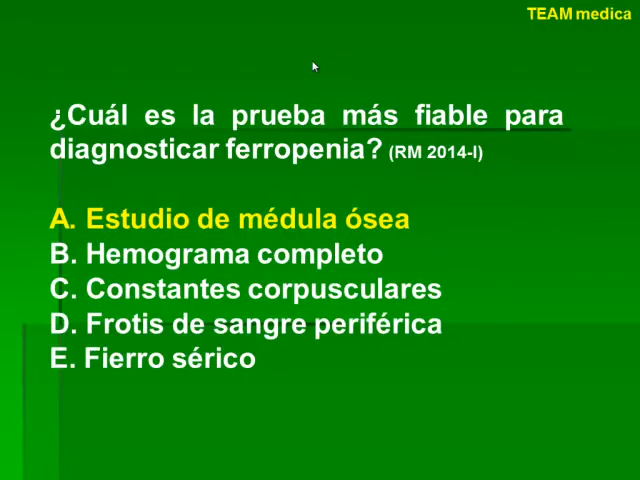 TEAM medica
¿Cuál es la prueba más fiable para
diagnosticar ferropenia? (RM 2014-I)
A. Estudio de médula ósea
B. Hemograma completo
C. Constantes corpusculares
D. Frotis de sangre periférica
E. Fierro sérico